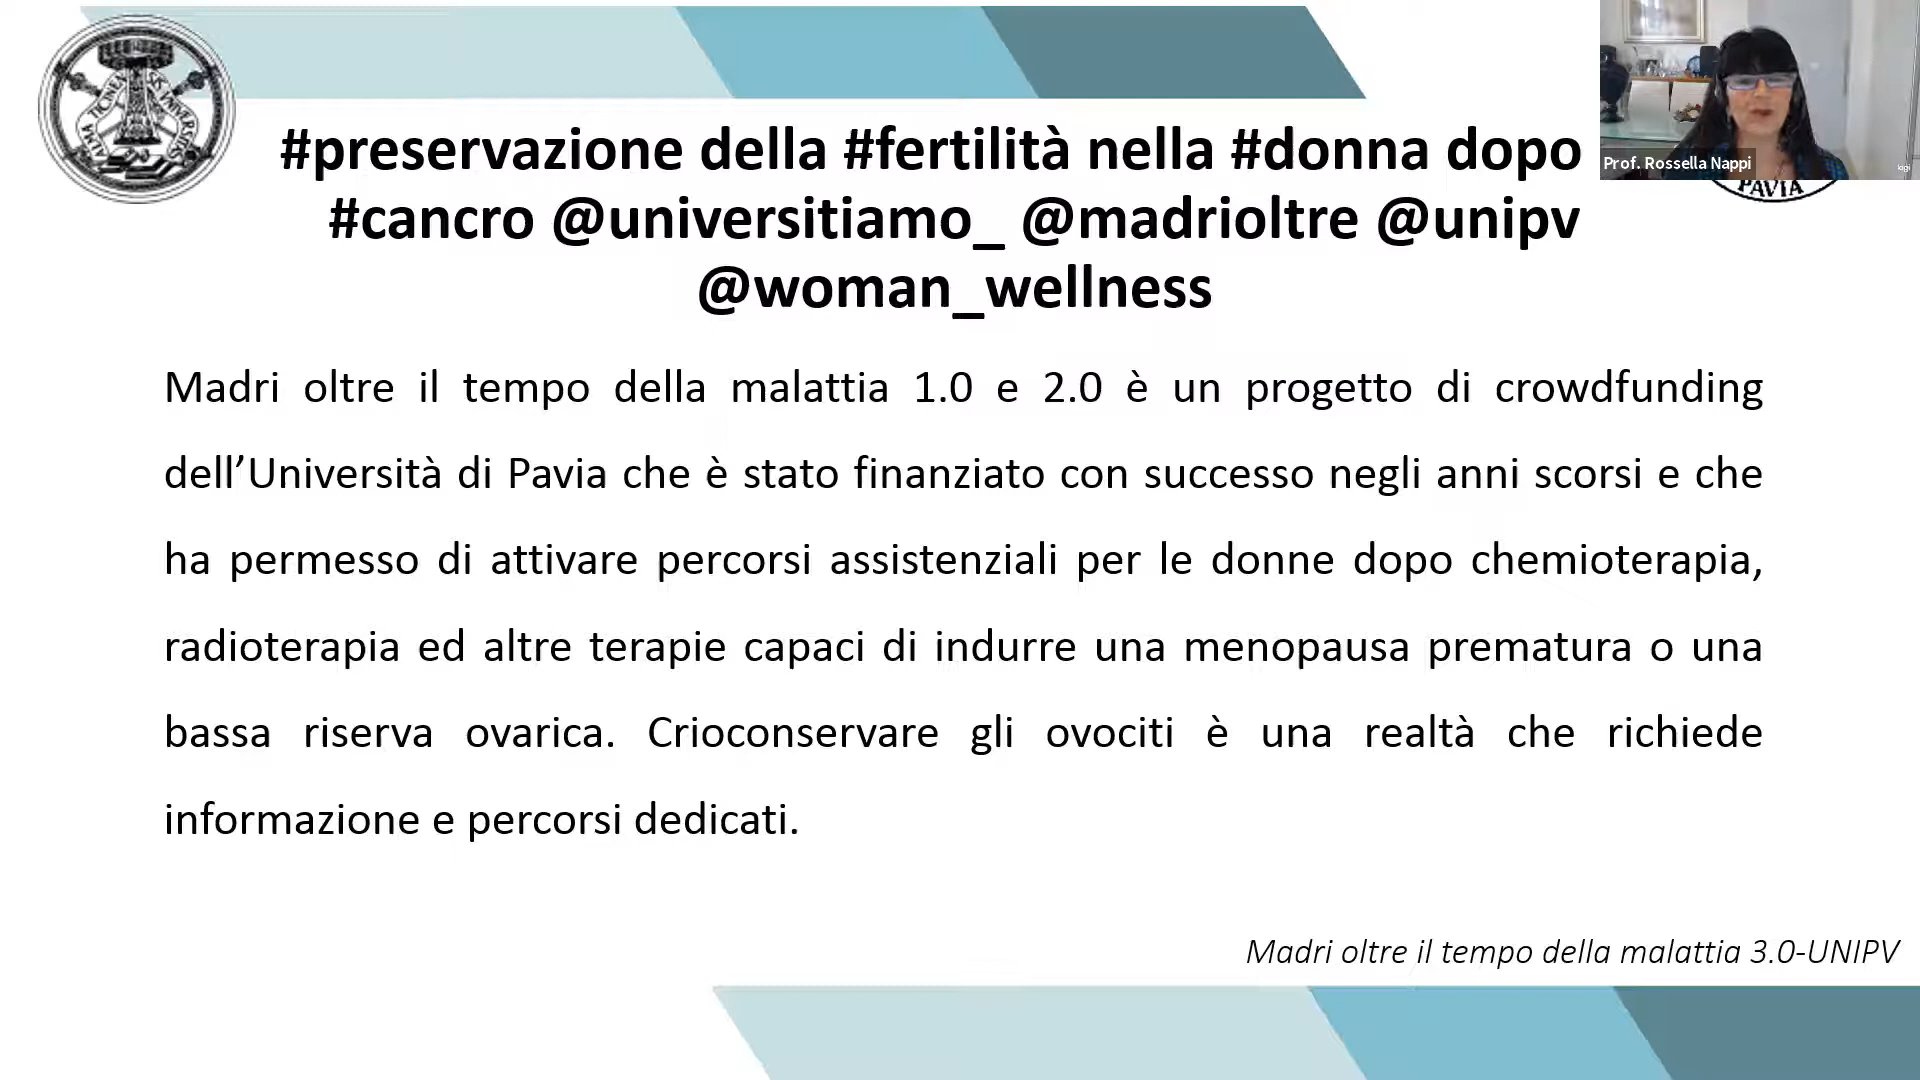 #preservazione della #fertilità nella #donna dopo
#cancro @universitiamo_ @madrioltre @unipv
@woman_wellness
Prof. Rossella Nappi
PAVIA
Madri oltre il tempo della malattia 1.0 e 2.0 è un progetto di crowdfunding
dell’Università di Pavia che è stato finanziato con successo negli anni scorsi e che
ha permesso di attivare percorsi assistenziali per le donne dopo chemioterapia,
radioterapia ed altre terapie capaci di indurre una menopausa prematura o una
bassa riserva ovarica. Crioconservare gli ovociti è una realtà che richiede
informazione e percorsi dedicati.
Madri oltre il tempo della malattia 3.0-UNIPV